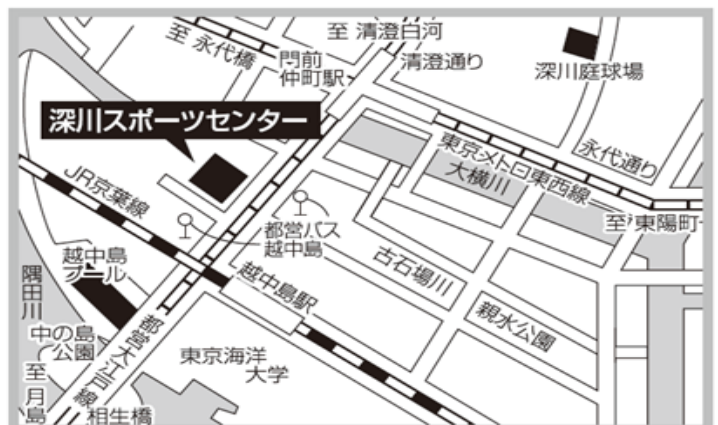 至 永代橋
至 清澄白河
門前
仲町駅
清澄通り
深川庭球場
深川スポーツセンター
東京メトロ東西線
永代通り
大横川
至 東陽町
JR京葉線
都営バス
越中島
越中島
プール
古石場川
親水公園
隅田川
越中島駅
中の島
公園
都営大江戸線
東京海洋
大学
至 月島
相生橋